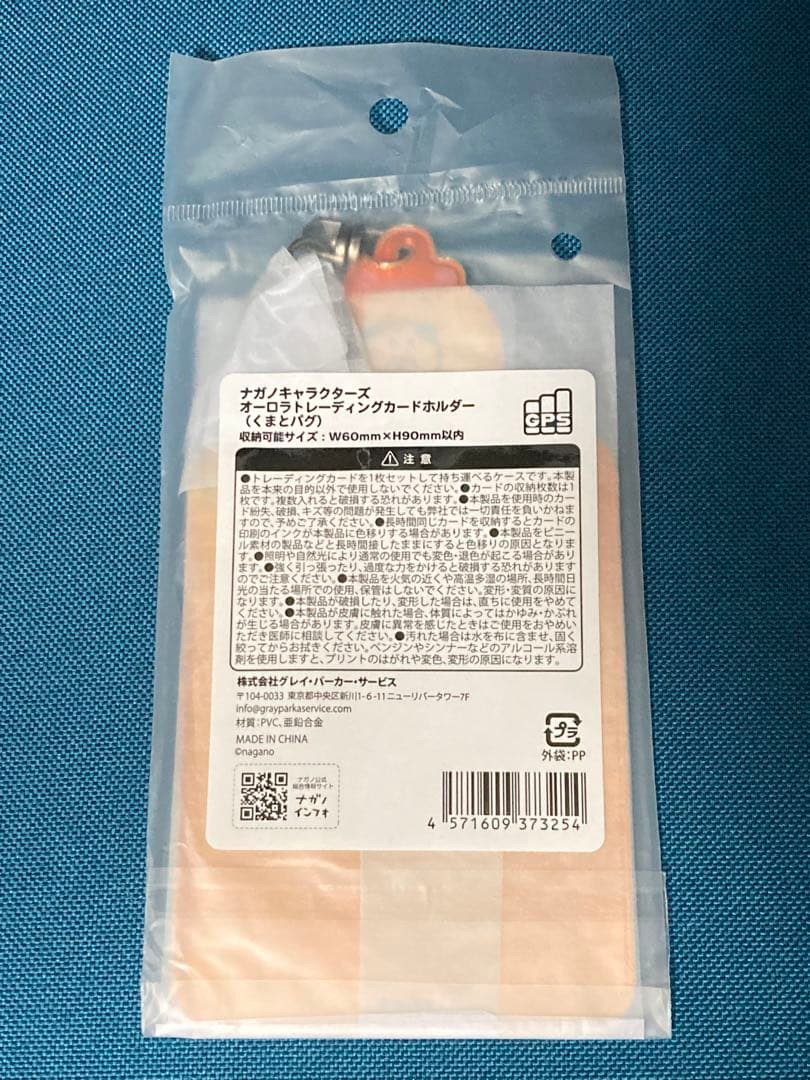 ナガノキャラクターズ
オーロラトレーディングカードホルダー
（くまとパグ）
収納可能サイズ：W60mm×H90mm以内
GPS
注意
●トレーディングカードを1枚セットして持ち運べるケースです。本製
品を本来の目的以外で使用しないでください。●カードの収納枚数は1
枚です。複数入れると破損する恐れがあります。●本製品を使用時のカー
ド紛失、破損、キズ等の問題が発生しても弊社では一切責任を負いかねま
すので、予めご了承ください。●長時間同じカードを収納するとカードの
印刷のインクが本製品に色移りする場合があります。●本製品をビニー
ル素材の製品などと長時間接したままにすると色移りの原因となりま
す。●照明や自然光により通常の使用でも変色・退色が起こる場合があり
ます。●強く引っ張ったり、過度な力をかけると破損する恐れがあります
のでご注意ください。●本製品を火気の近くや高温多湿の場所、長時間日
光の当たる場所での使用、保管はしないでください。変形・変質の原因に
なります。●本製品が破損したり、変形した場合は、直ちに使用をやめて
ください。●本製品が皮膚に触れた場合、体質によってはかゆみ・かぶれ
が生じる場合があります。皮膚に異常を感じたときはご使用をおやめい
ただき医師に相談してください。●汚れた場合は水を布に含ませ、固く
絞ってからお拭きください。ベンジンやシンナーなどのアルコール系溶
剤を使用しますと、プリントのはがれや変色、変形の原因になります。
株式会社グレイ・パーカー・サービス
〒104-0033 東京都中央区新川1-6-11ニューリバータワー7F
info@grayparkaservice.com
材質：PVC、亜鉛合金
MADE IN CHINA
©nagano
プラ
外袋：PP
ナガノ公式
総合情報サイト
ナガノ
インフォ
4 571609 373254